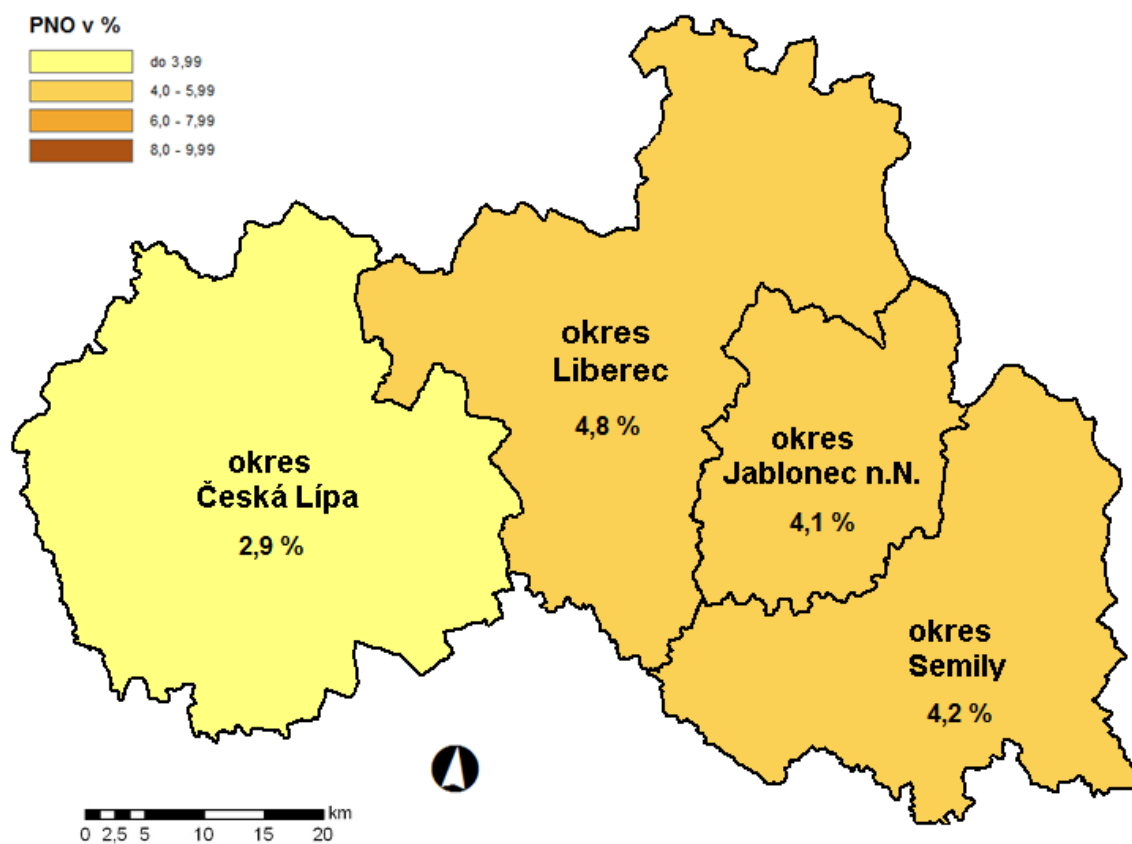 PNO v %
do 3,99
4,0 - 5,99
6,0 - 7,99
8,0 - 9,99
okres
Liberec
4,8 %
okres
Jablonec n.N.
4,1 %
okres
Česká Lípa
2,9 %
okres
Semily
4,2 %
km
0 2,5 5 10 15 20